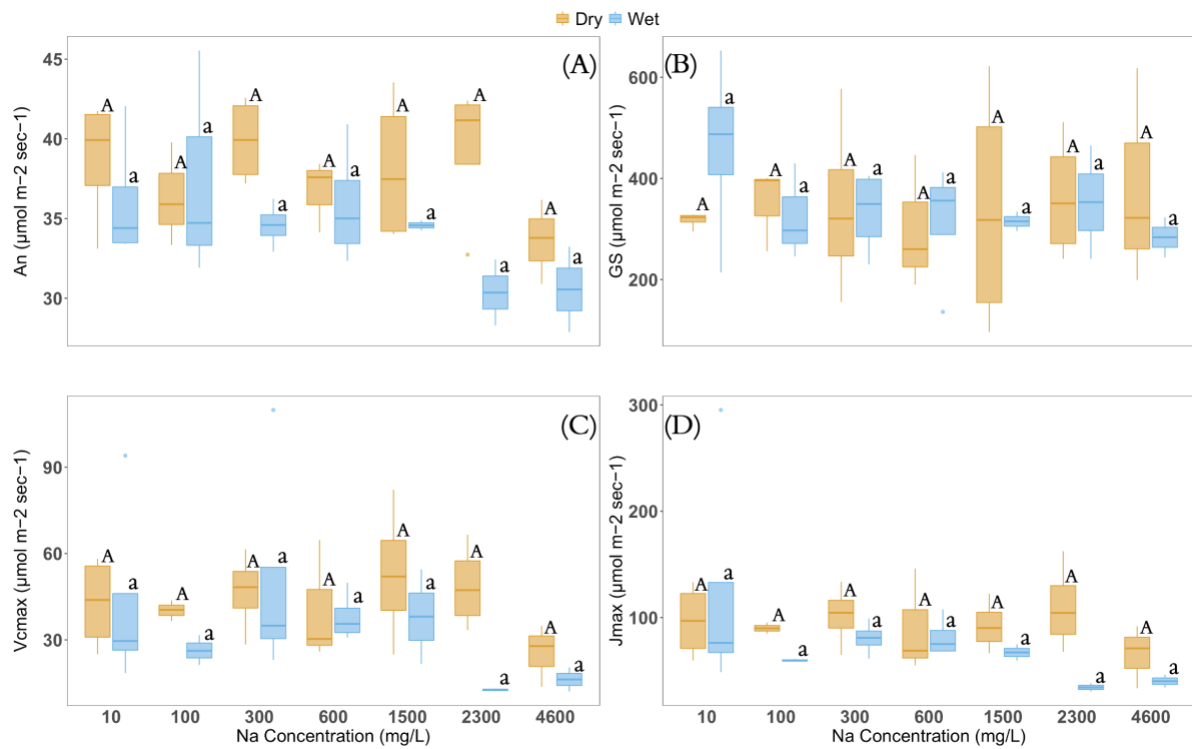 Dry Wet
(A)
An (μmol m−2 sec−1)
45
40
35
30
A a A a A a A a A a A a A a
(B)
GS (μmol m−2 sec−1)
600
400
200
A a A a A a A a A a A a A a
(C)
Vcmax (μmol m−2 sec−1)
90
60
30
A a A a A a A a A a A a A a
10 100 300 600 1500 2300 4600
Na Concentration (mg/L)
(D)
Jmax (μmol m−2 sec−1)
300
200
100
A a A a A a A a A a A a A a
10 100 300 600 1500 2300 4600
Na Concentration (mg/L)